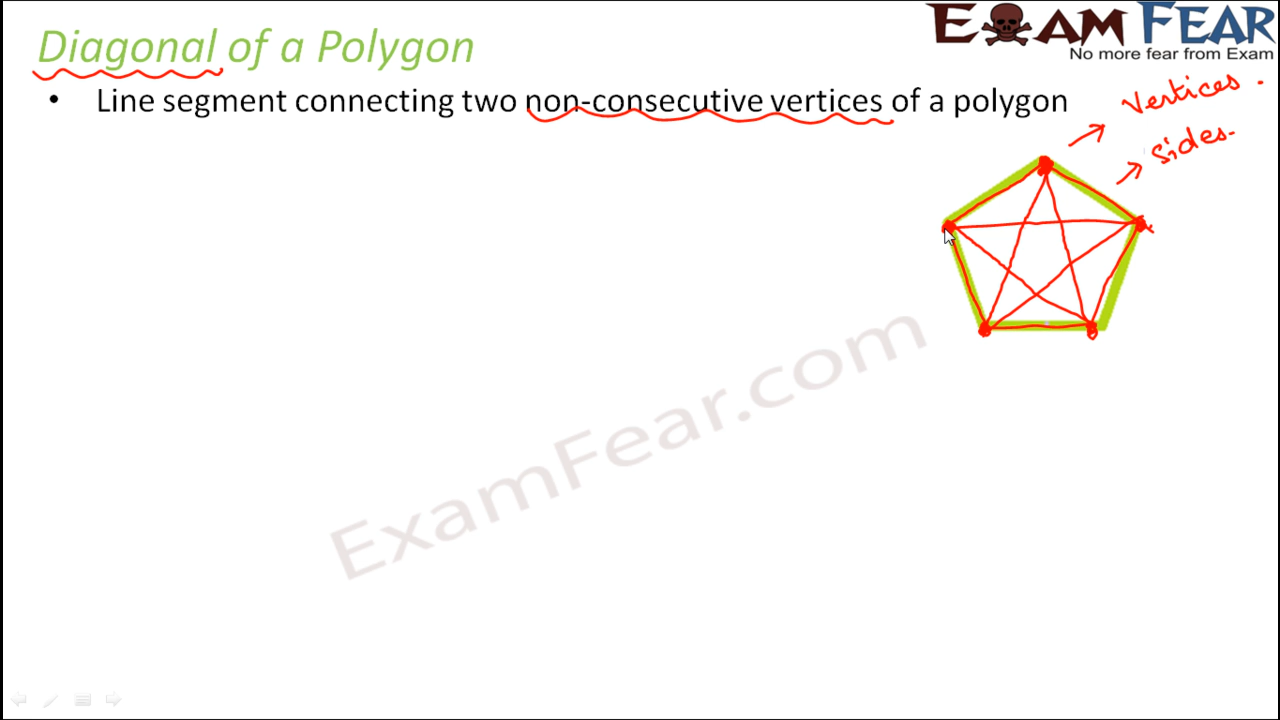 Diagonal of a Polygon
EXAM FEAR
No more fear from Exam
• Line segment connecting two non-consecutive vertices of a polygon
→ Vertices.
→ Sides.
ExamFear.com